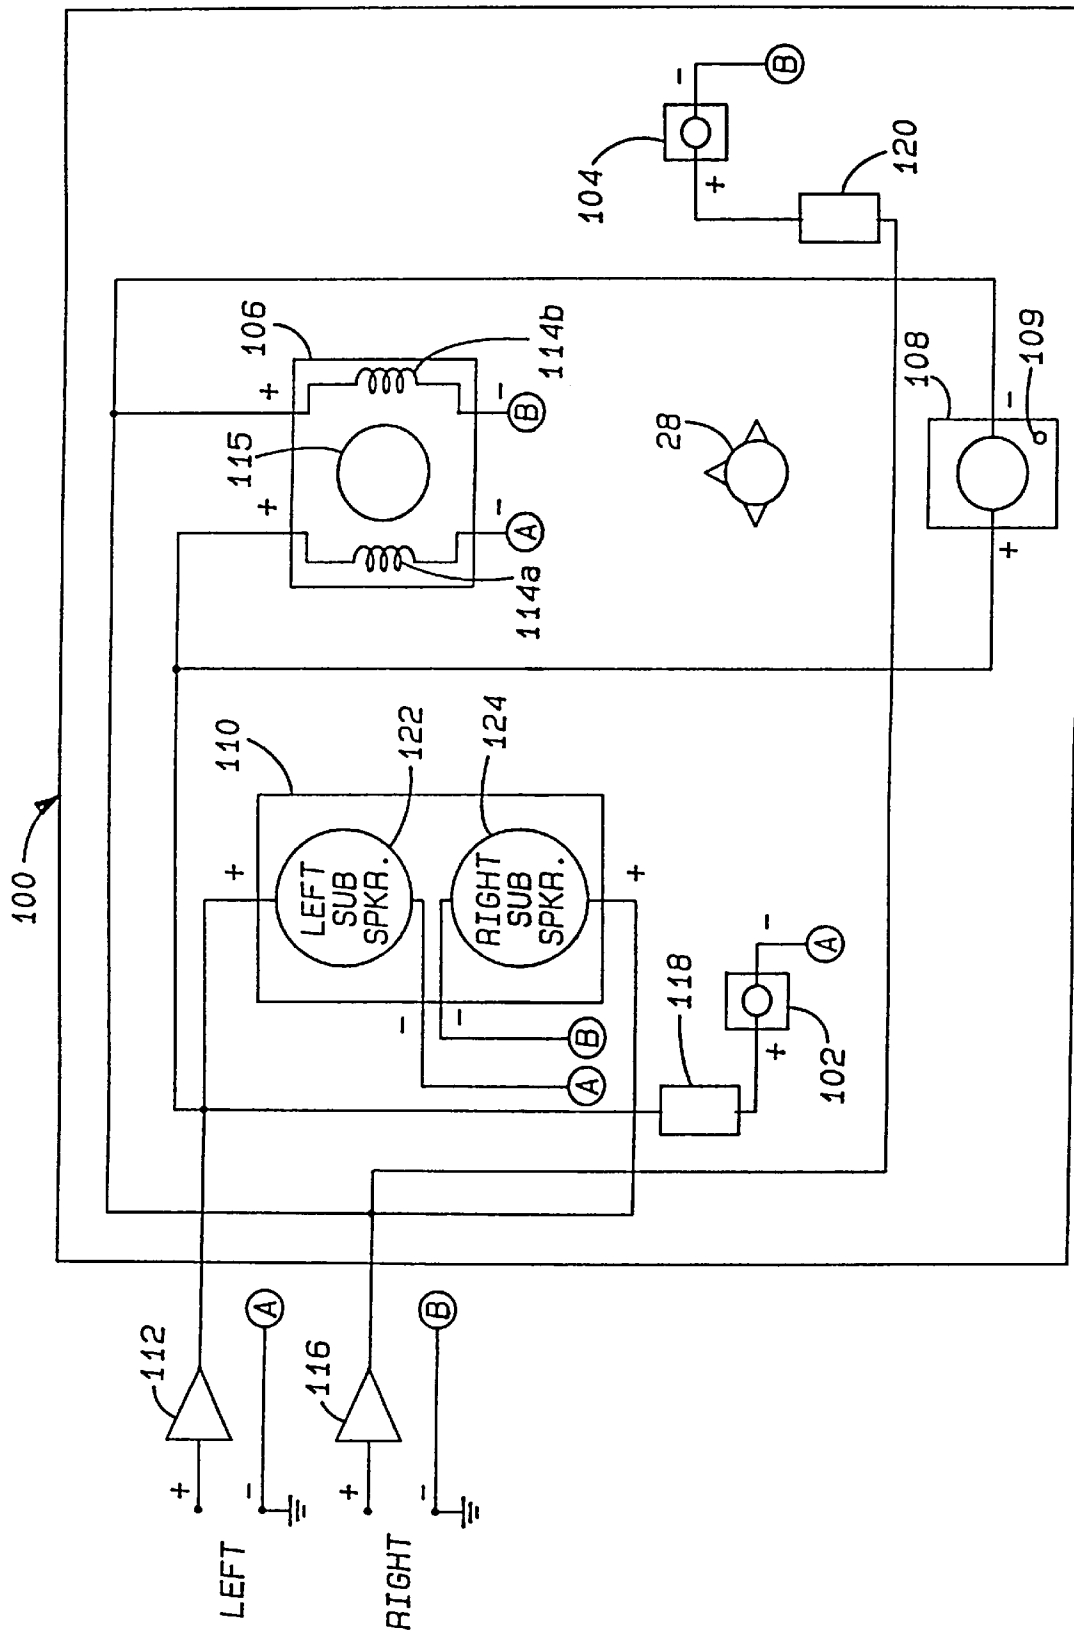 100
LEFT
+
-
112
A
RIGHT
+
-
116
B
110
+
LEFT
SUB
SPKR.
122
-
A
RIGHT
SUB
SPKR.
124
-
B
+
118
+
102
-
A
106
115
+
+
114a
-
A
114b
-
B
28
108
109
+
-
104
+
-
B
120